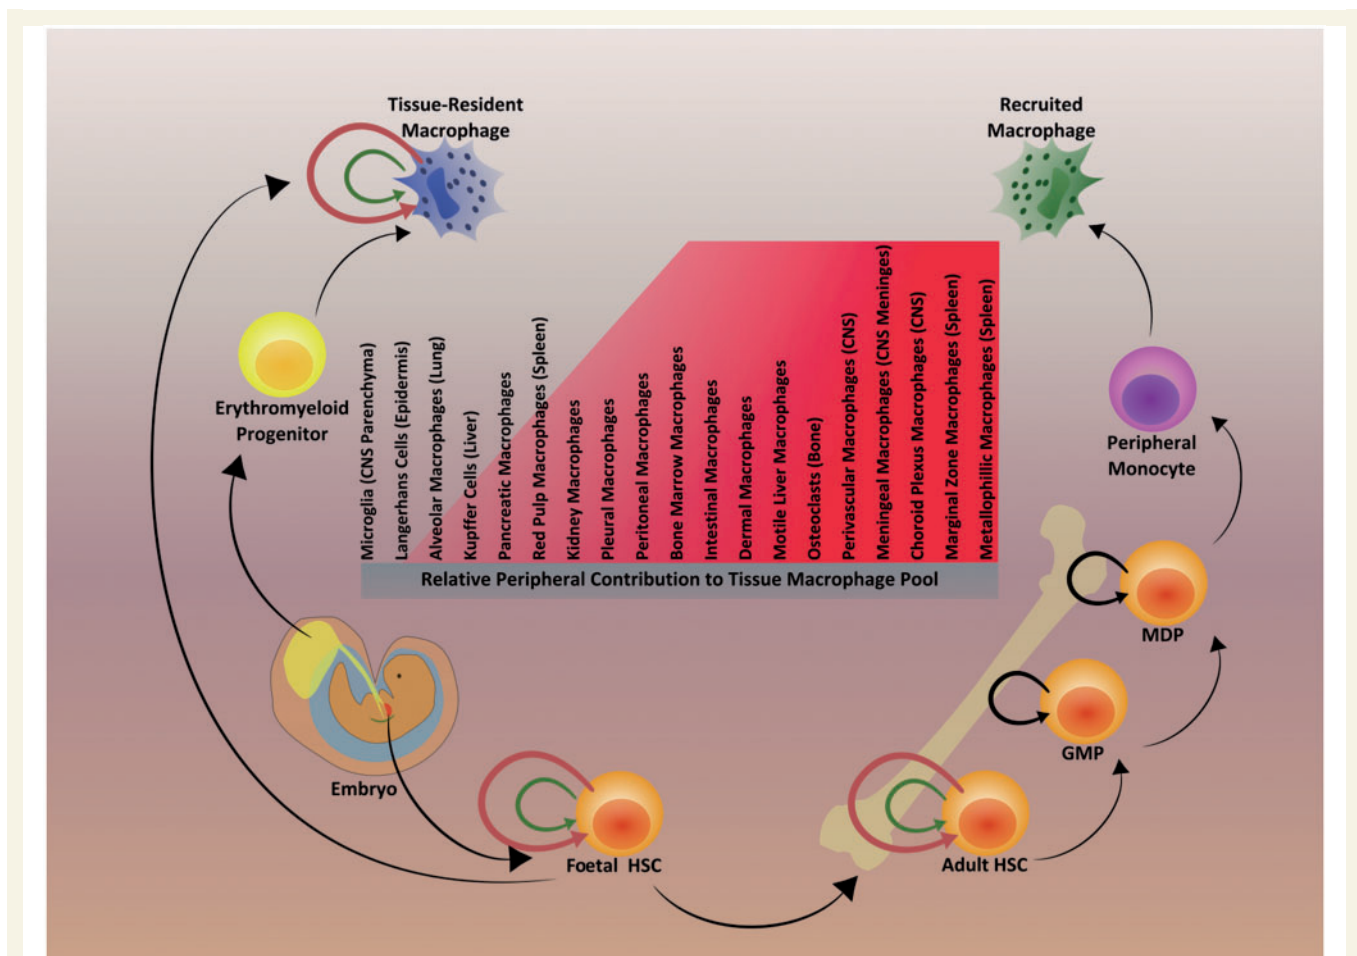 Tissue-Resident
Macrophage
Recruited
Macrophage
Erythromyeloid
Progenitor
Peripheral
Monocyte
Microglia (CNS Parenchyma)
Langerhans Cells (Epidermis)
Alveolar Macrophages (Lung)
Kupffer Cells (Liver)
Pancreatic Macrophages
Red Pulp Macrophages (Spleen)
Kidney Macrophages
Pleural Macrophages
Peritoneal Macrophages
Bone Marrow Macrophages
Intestinal Macrophages
Dermal Macrophages
Motile Liver Macrophages
Osteoclasts (Bone)
Perivascular Macrophages (CNS)
Meningeal Macrophages (CNS Meninges)
Choroid Plexus Macrophages (CNS)
Marginal Zone Macrophages (Spleen)
Metallophillic Macrophages (Spleen)
Relative Peripheral Contribution to Tissue Macrophage Pool
MDP
GMP
Embryo
Foetal HSC
Adult HSC